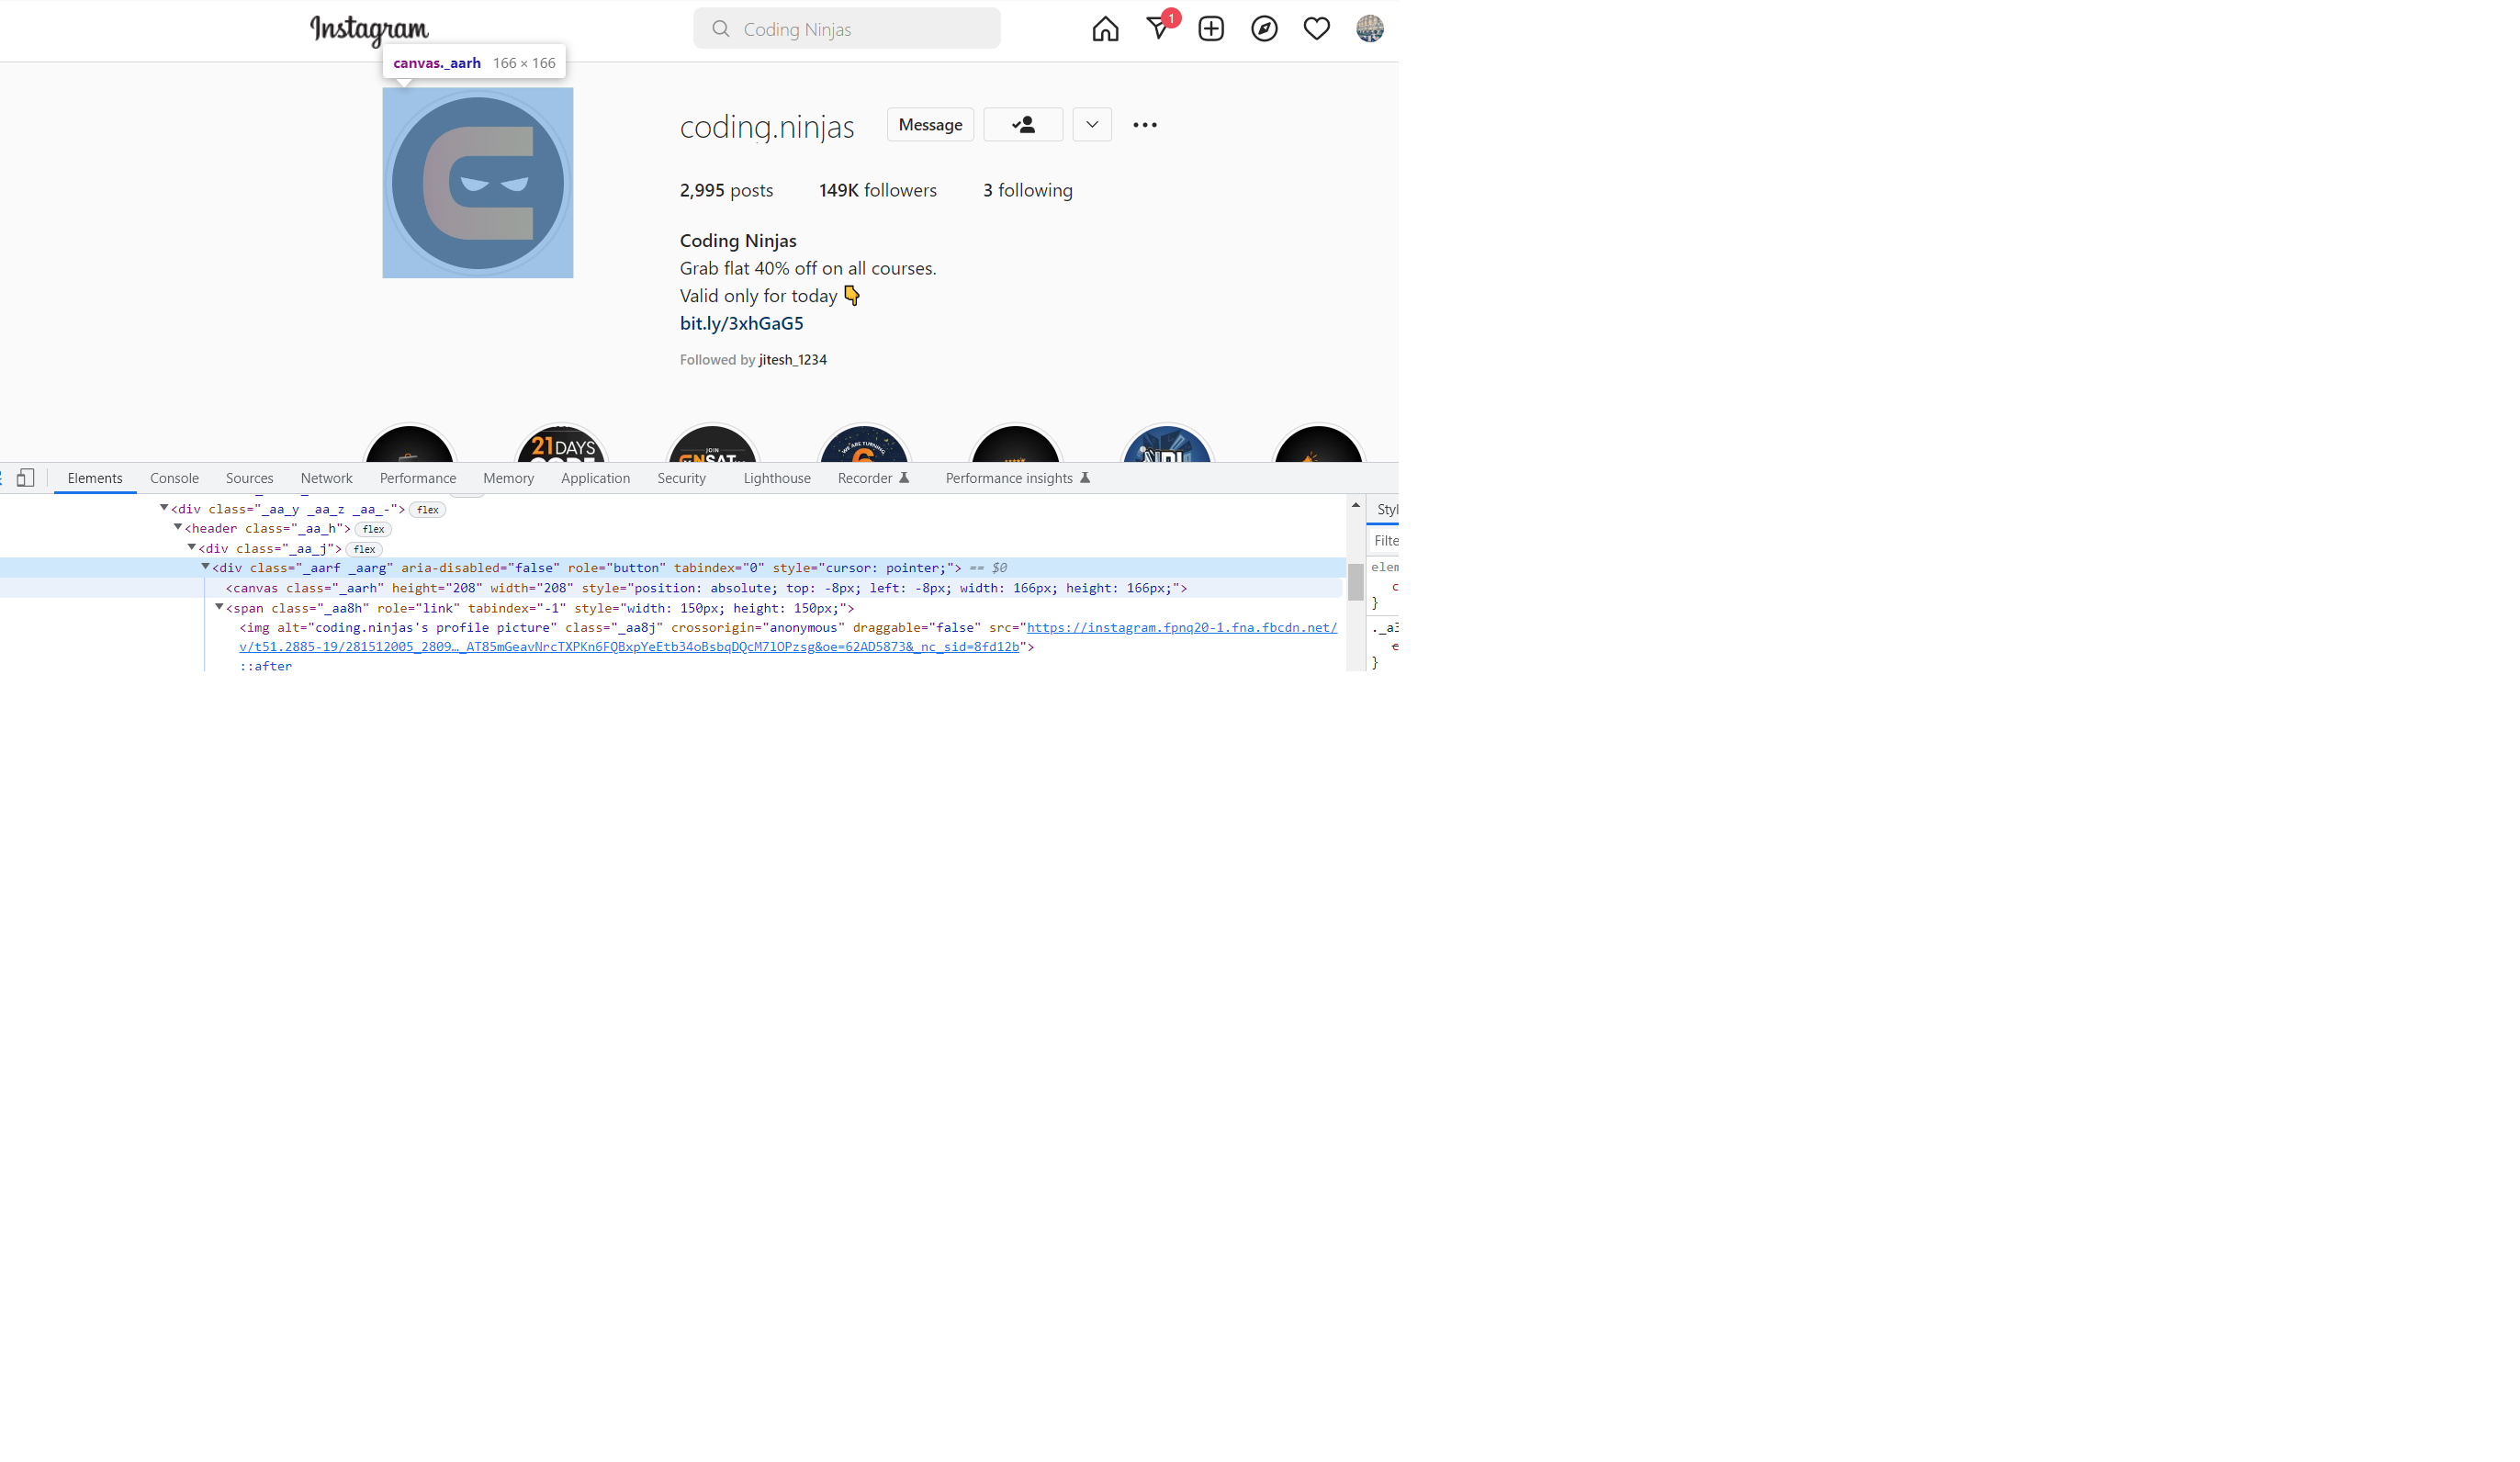 Instagram
Coding Ninjas
1
canvas._aarh 166 × 166
coding.ninjas
Message
2,995 posts 149K followers 3 following
Coding Ninjas
Grab flat 40% off on all courses.
Valid only for today 👇
bit.ly/3xhGaG5
Followed by jitesh_1234
21 DAYS
JOIN
WE ARE TURNING
6
Elements Console Sources Network Performance Memory Application Security Lighthouse Recorder Performance insights
<div class="_aa_y _aa_z _aa_-"> flex
<header class="_aa_h"> flex
<div class="_aa_j"> flex
<div class="_aarf _aarg" aria-disabled="false" role="button" tabindex="0" style="cursor: pointer;"> == $0
<canvas class="_aarh" height="208" width="208" style="position: absolute; top: -8px; left: -8px; width: 166px; height: 166px;">
<span class="_aa8h" role="link" tabindex="-1" style="width: 150px; height: 150px;">
<img alt="coding.ninjas's profile picture" class="_aa8j" crossorigin="anonymous" draggable="false" src="https://instagram.fpnq20-1.fna.fbcdn.net/
v/t51.2885-19/281512005_2809…_AT85mGeavNrcTXPKn6FQBxpYeEtb34oBsbqDQcM7lOPzsg&oe=62AD5873&_nc_sid=8fd12b">
::after
Styl
Filte
elem
}
._a3
}